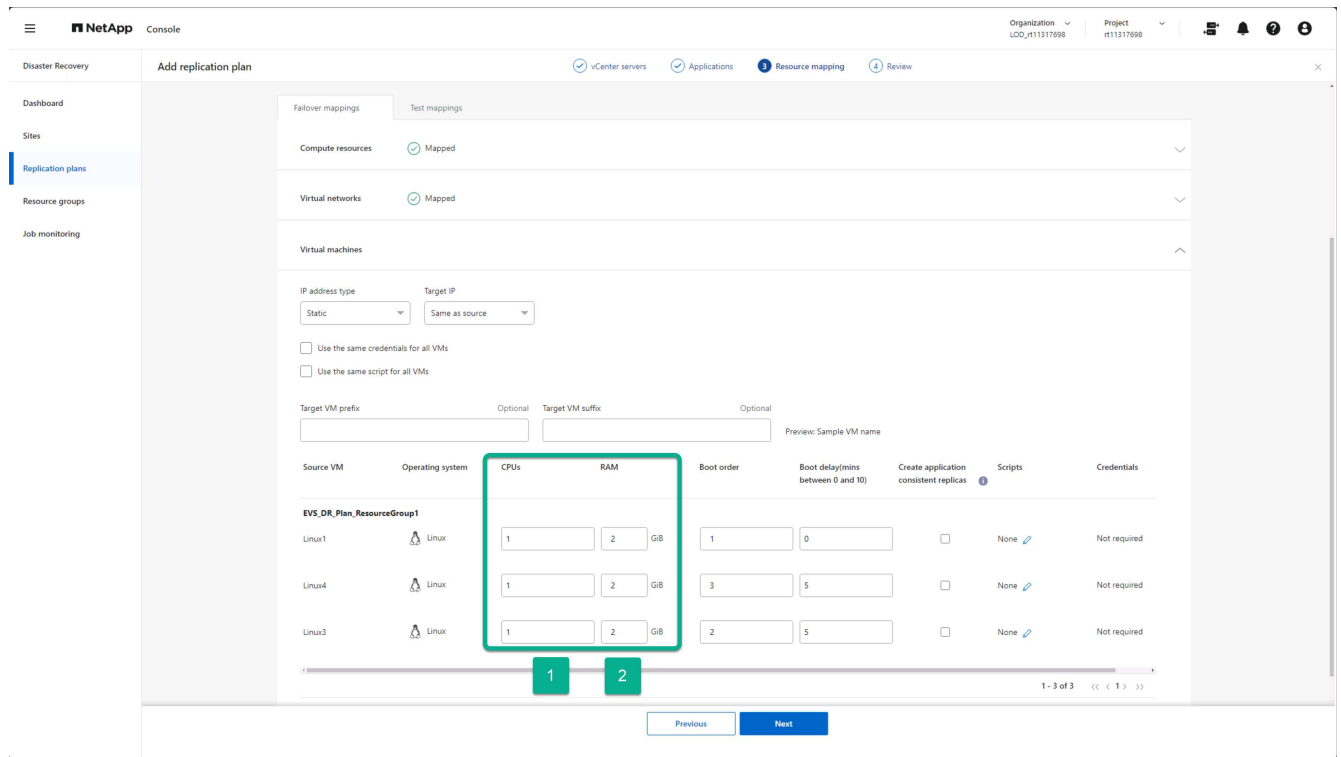 NetApp Console
Organization
LOD_rt11317698
Project
rt11317698
Disaster Recovery
Add replication plan
vCenter servers
Applications
3 Resource mapping
4 Review
Dashboard
Sites
Replication plans
Resource groups
Job monitoring
Failover mappings
Test mappings
Compute resources
Mapped
Virtual networks
Mapped
Virtual machines
IP address type
Target IP
Static
Same as source
Use the same credentials for all VMs
Use the same script for all VMs
Target VM prefix
Optional
Target VM suffix
Optional
Preview: Sample VM name
Source VM
Operating system
CPUs
RAM
Boot order
Boot delay(mins
between 0 and 10)
Create application
consistent replicas
Scripts
Credentials
EVS_DR_Plan_ResourceGroup1
Linux1 Linux 1 2 GiB 1 0 None Not required
Linux4 Linux 1 2 GiB 3 5 None Not required
Linux3 Linux 1 2 GiB 2 5 None Not required
1
2
1 - 3 of 3 << < 1 > >>
Previous
Next